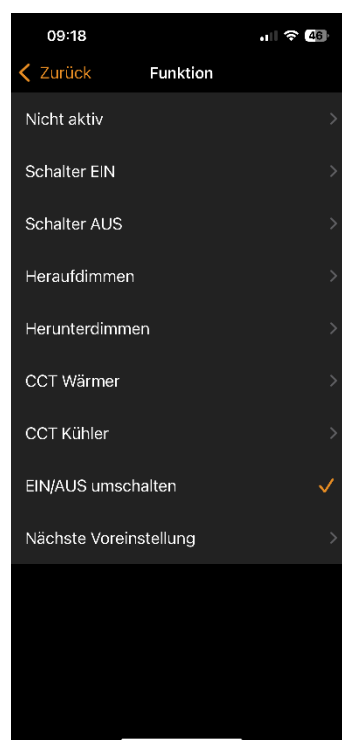 09:18
46
Zurück
Funktion
Nicht aktiv
Schalter EIN
Schalter AUS
Heraufdimmen
Herunterdimmen
CCT Wärmer
CCT Kühler
EIN/AUS umschalten
Nächste Voreinstellung